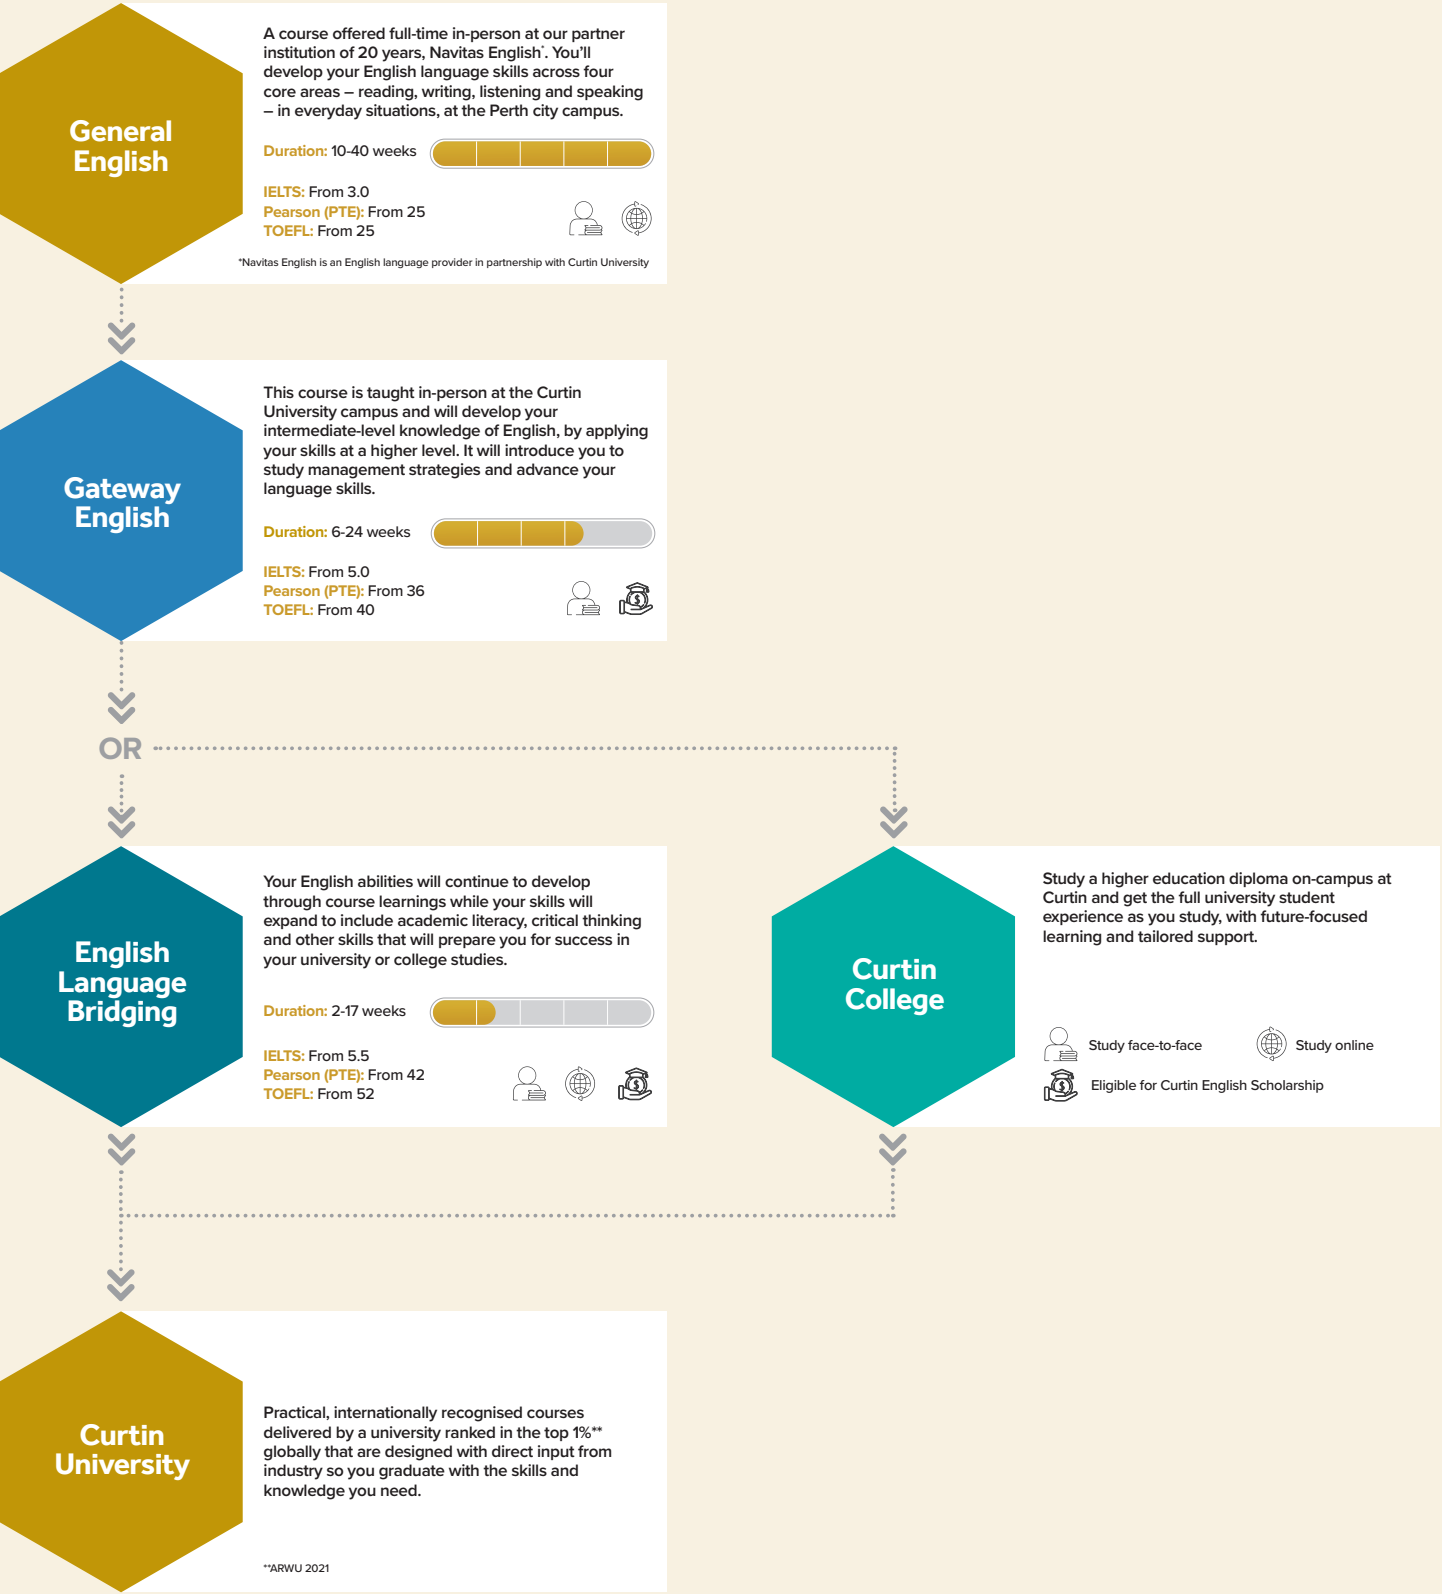 General
English
A course offered full-time in-person at our partner
institution of 20 years, Navitas English*. You’ll
develop your English language skills across four
core areas – reading, writing, listening and speaking
– in everyday situations, at the Perth city campus.
Duration: 10-40 weeks
IELTS: From 3.0
Pearson (PTE): From 25
TOEFL: From 25
*Navitas English is an English language provider in partnership with Curtin University
Gateway
English
This course is taught in-person at the Curtin
University campus and will develop your
intermediate-level knowledge of English, by applying
your skills at a higher level. It will introduce you to
study management strategies and advance your
language skills.
Duration: 6-24 weeks
IELTS: From 5.0
Pearson (PTE): From 36
TOEFL: From 40
OR
English
Language
Bridging
Your English abilities will continue to develop
through course learnings while your skills will
expand to include academic literacy, critical thinking
and other skills that will prepare you for success in
your university or college studies.
Duration: 2-17 weeks
IELTS: From 5.5
Pearson (PTE): From 42
TOEFL: From 52
Curtin
College
Study a higher education diploma on-campus at
Curtin and get the full university student
experience as you study, with future-focused
learning and tailored support.
Study face-to-face
Study online
Eligible for Curtin English Scholarship
Curtin
University
Practical, internationally recognised courses
delivered by a university ranked in the top 1%**
globally that are designed with direct input from
industry so you graduate with the skills and
knowledge you need.
**ARWU 2021